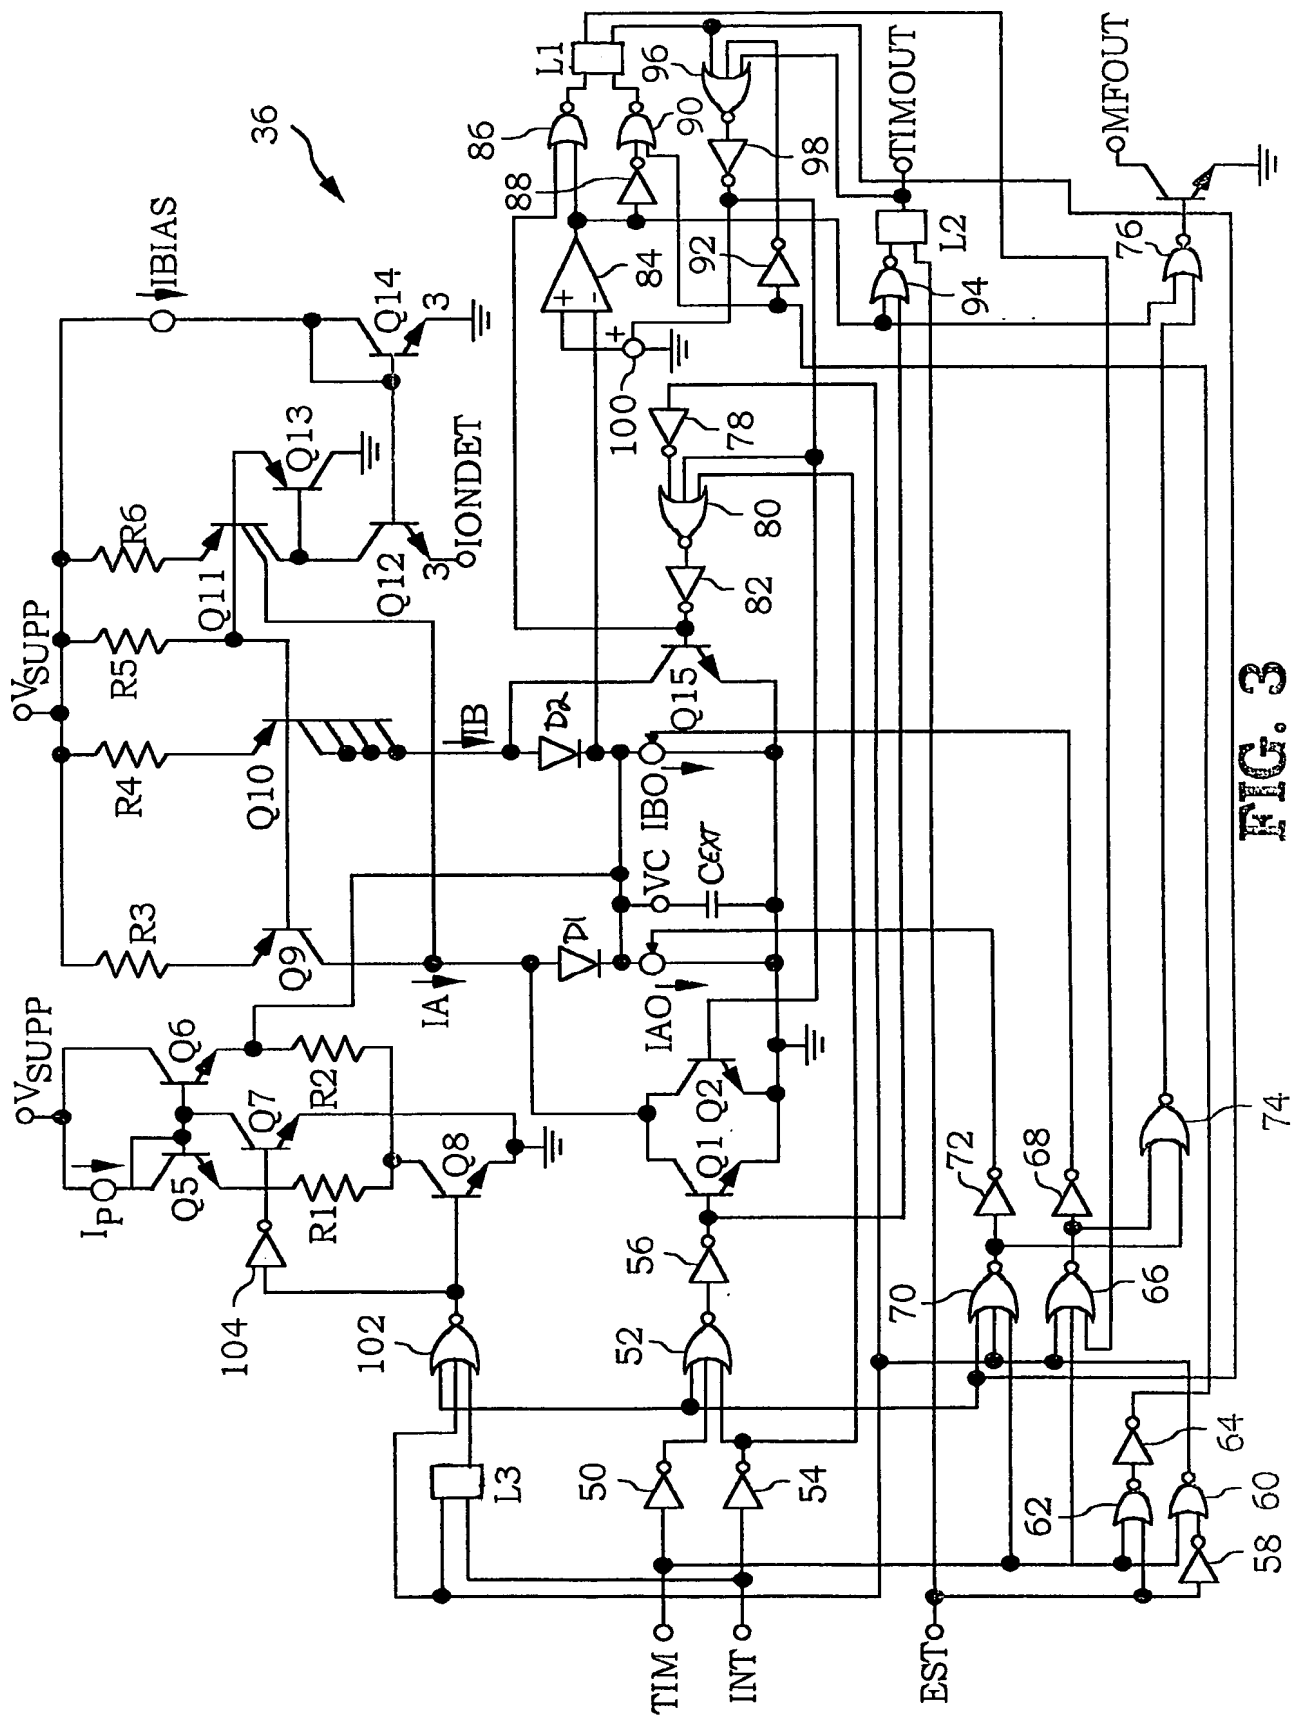 36
VSUPP
VSUPP
IBIAS
R3
R4
R5
R6
Q11
Q13
Q14
3
Q12
3
IONDET
Q10
Q9
IP
Q5
Q6
Q7
R1
R2
Q8
IA
IB
104
102
L3
D1
D2
IAO
VC
CEXT
IBO
Q15
Q1
Q2
56
52
50
54
TIM
INT
EST
86
L1
88
90
84
100
+
-
+
92
96
98
78
80
82
TIMOUT
L2
94
76
MFOUT
72
68
70
66
74
62
64
60
58
FIG. 3